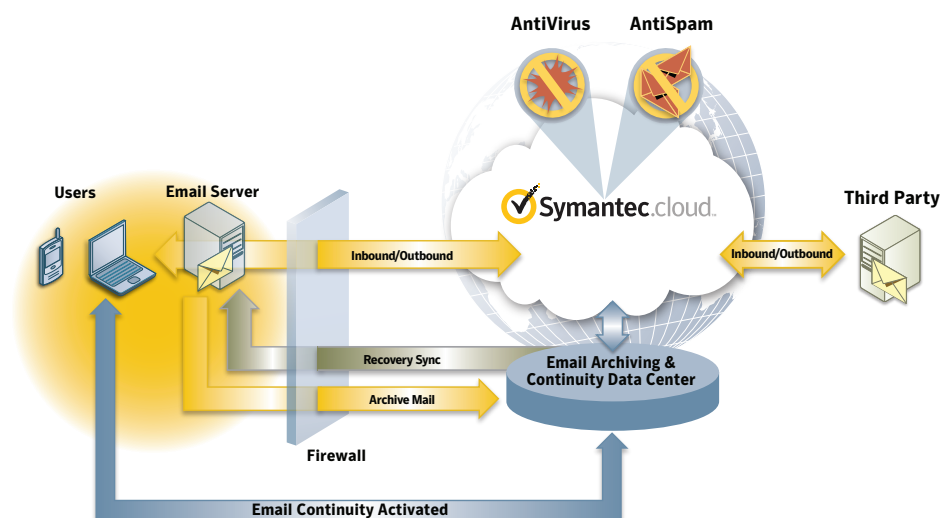 AntiVirus
AntiSpam
Users
Email Server
Symantec.cloud™
Third Party
Inbound/Outbound
Inbound/Outbound
Recovery Sync
Email Archiving &
Continuity Data Center
Archive Mail
Firewall
Email Continuity Activated